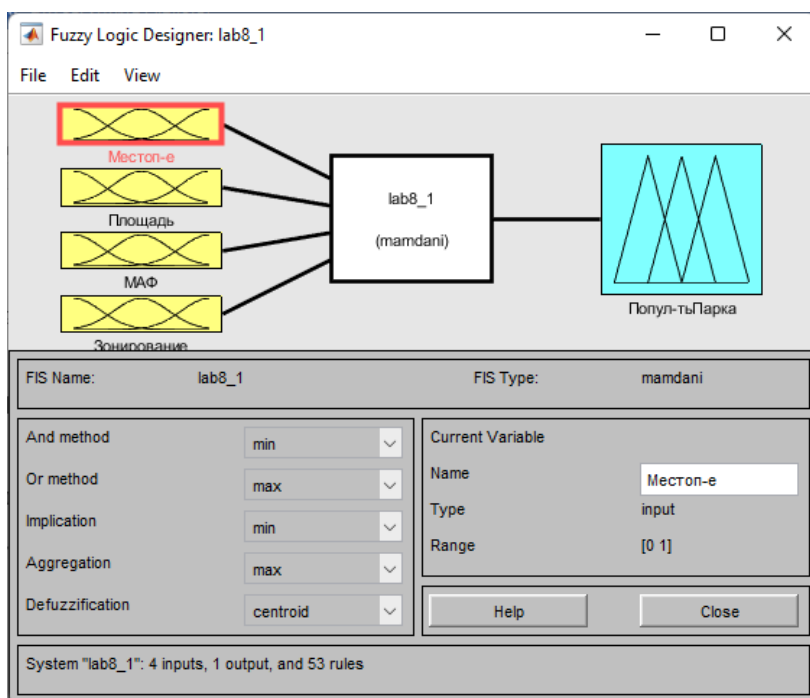 Fuzzy Logic Designer: lab8_1
File Edit View
Местоп-е
Площадь
МАФ
Зонирование
lab8_1
(mamdani)
Попул-тьПарка
FIS Name: lab8_1 FIS Type: mamdani
And method min
Or method max
Implication min
Aggregation max
Defuzzification centroid
Current Variable
Name Местоп-е
Type input
Range [0 1]
Help Close
System "lab8_1": 4 inputs, 1 output, and 53 rules